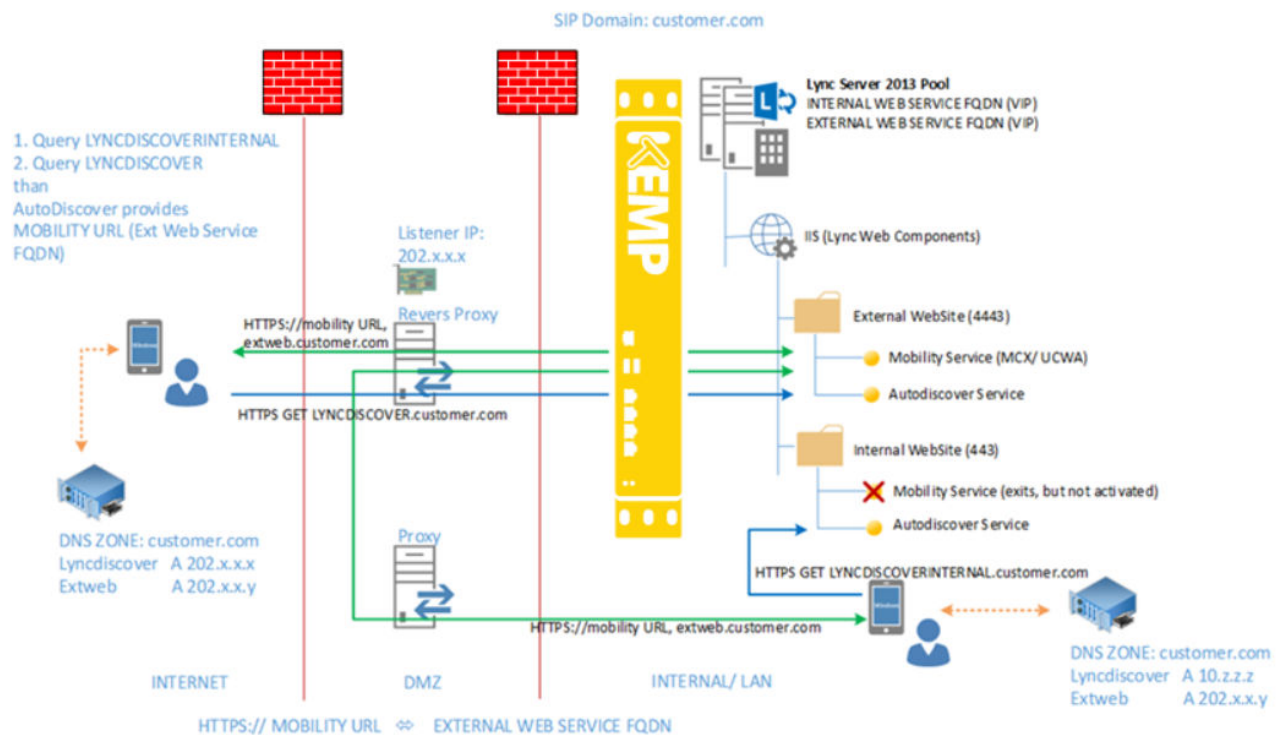 SIP Domain: customer.com
Lync Server 2013 Pool
INTERNAL WEB SERVICE FQDN (VIP)
EXTERNAL WEB SERVICE FQDN (VIP)
1. Query LYNCDISCOVERINTERNAL
2. Query LYNCDISCOVER
than
AutoDiscover provides
MOBILITY URL (Ext Web Service
FQDN)
Listener IP:
202.x.x.x
Revers Proxy
KEMP
IIS (Lync Web Components)
External WebSite (4443)
Mobility Service (MCX/ UCWA)
Autodiscover Service
Internal WebSite (443)
Mobility Service (exits, but not activated)
Autodiscover Service
HTTPS://mobility URL,
extweb.customer.com
Windows
HTTPS GET LYNCDISCOVER.customer.com
DNS ZONE: customer.com
Lyncdiscover A 202.x.x.x
Extweb A 202.x.x.y
Proxy
HTTPS GET LYNCDISCOVERINTERNAL.customer.com
Windows
HTTPS://mobility URL, extweb.customer.com
DNS ZONE: customer.com
Lyncdiscover A 10.z.z.z
Extweb A 202.x.x.y
INTERNET
DMZ
INTERNAL/ LAN
HTTPS:// MOBILITY URL ⇔ EXTERNAL WEB SERVICE FQDN